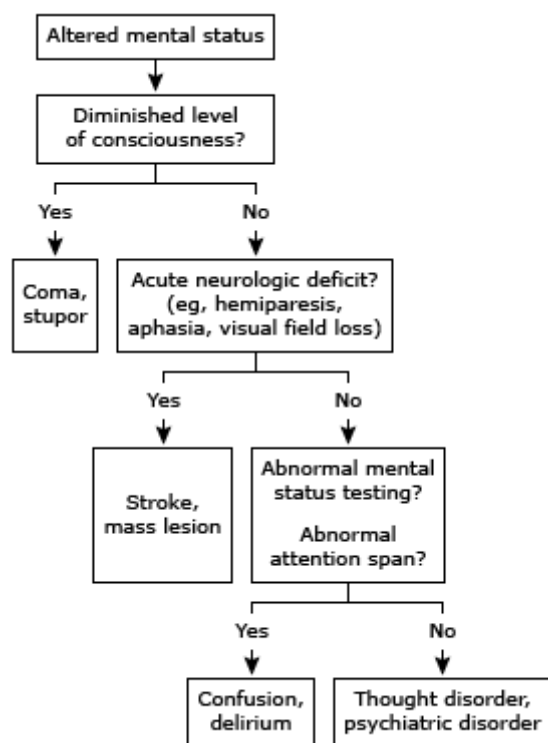 Altered mental status
Diminished level
of consciousness?
Yes
No
Coma,
stupor
Acute neurologic deficit?
(eg, hemiparesis,
aphasia, visual field loss)
Yes
No
Stroke,
mass lesion
Abnormal mental
status testing?
Abnormal
attention span?
Yes
No
Confusion,
delirium
Thought disorder,
psychiatric disorder